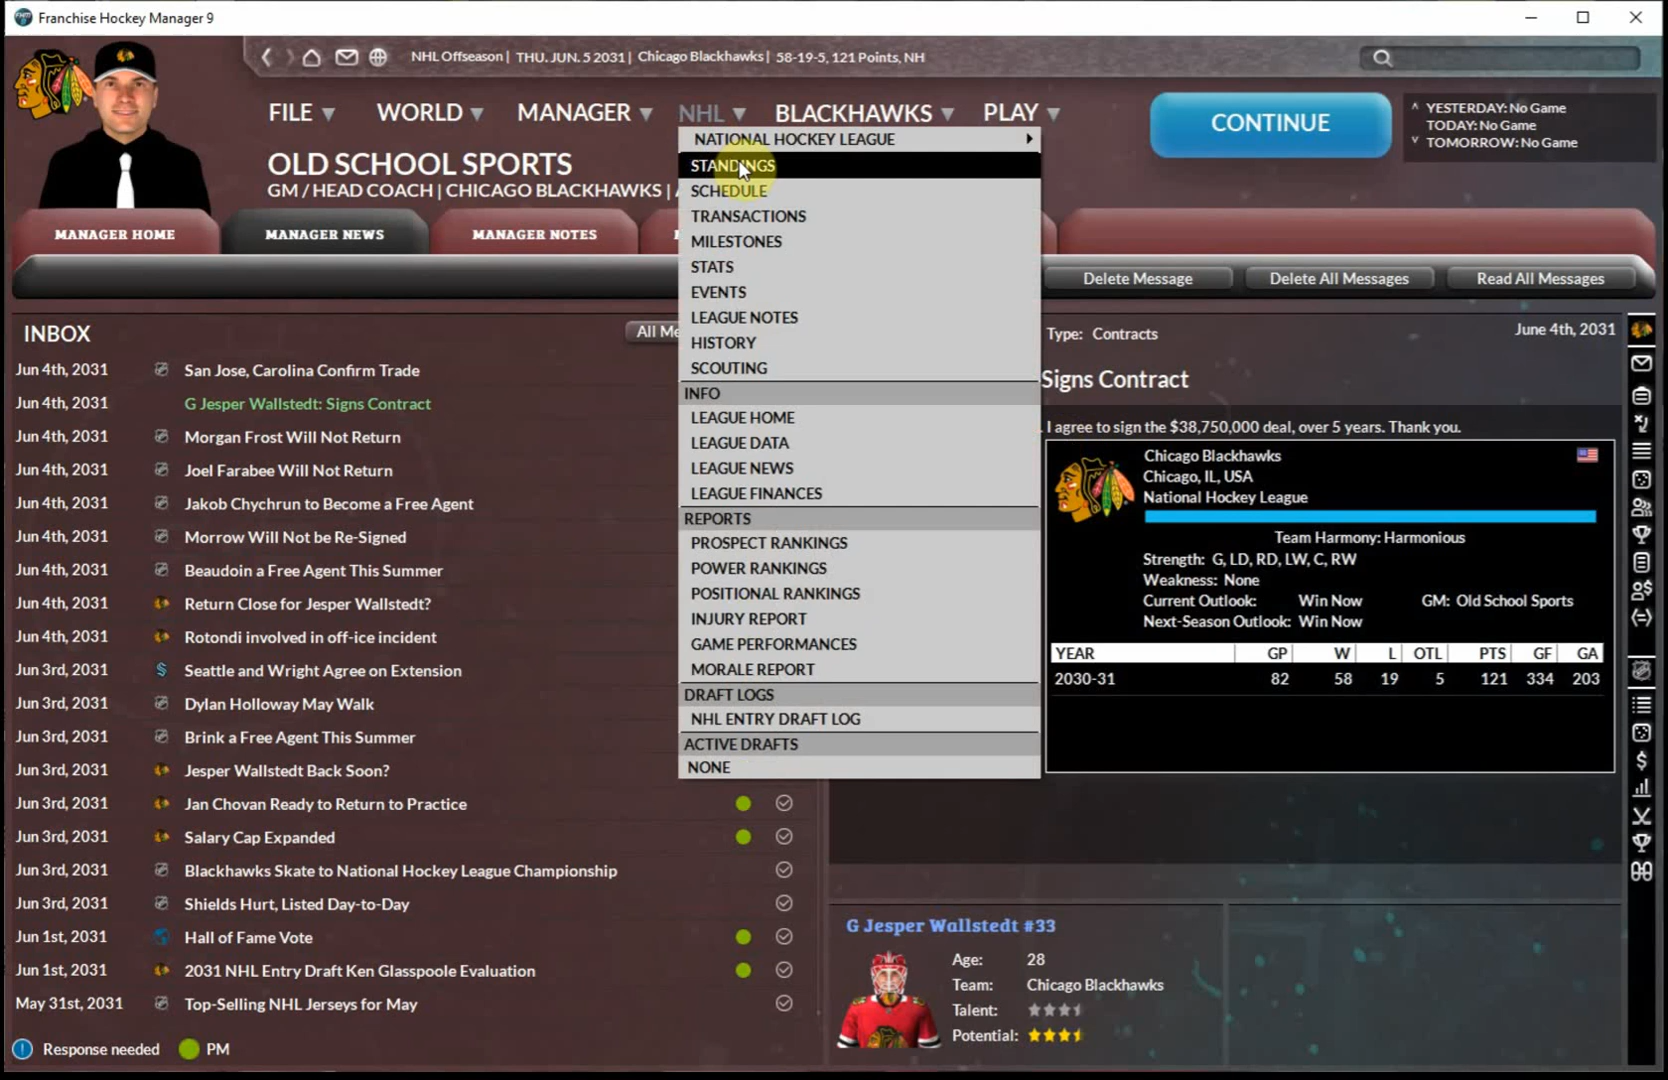 Franchise Hockey Manager 9
NHL Offseason | THU. JUN. 5 2031 | Chicago Blackhawks | 58-19-5, 121 Points, NH
FILE WORLD MANAGER NHL BLACKHAWKS PLAY
CONTINUE
YESTERDAY: No Game
TODAY: No Game
TOMORROW: No Game
OLD SCHOOL SPORTS
GM / HEAD COACH | CHICAGO BLACKHAWKS |
MANAGER HOME
MANAGER NEWS
MANAGER NOTES
NATIONAL HOCKEY LEAGUE
STANDINGS
SCHEDULE
TRANSACTIONS
MILESTONES
STATS
EVENTS
LEAGUE NOTES
HISTORY
SCOUTING
INFO
LEAGUE HOME
LEAGUE DATA
LEAGUE NEWS
LEAGUE FINANCES
REPORTS
PROSPECT RANKINGS
POWER RANKINGS
POSITIONAL RANKINGS
INJURY REPORT
GAME PERFORMANCES
MORALE REPORT
DRAFT LOGS
NHL ENTRY DRAFT LOG
ACTIVE DRAFTS
NONE
Delete Message
Delete All Messages
Read All Messages
INBOX
All Me
Jun 4th, 2031 San Jose, Carolina Confirm Trade
Jun 4th, 2031 G Jesper Wallstedt: Signs Contract
Jun 4th, 2031 Morgan Frost Will Not Return
Jun 4th, 2031 Joel Farabee Will Not Return
Jun 4th, 2031 Jakob Chychrun to Become a Free Agent
Jun 4th, 2031 Morrow Will Not be Re-Signed
Jun 4th, 2031 Beaudoin a Free Agent This Summer
Jun 4th, 2031 Return Close for Jesper Wallstedt?
Jun 4th, 2031 Rotondi involved in off-ice incident
Jun 3rd, 2031 Seattle and Wright Agree on Extension
Jun 3rd, 2031 Dylan Holloway May Walk
Jun 3rd, 2031 Brink a Free Agent This Summer
Jun 3rd, 2031 Jesper Wallstedt Back Soon?
Jun 3rd, 2031 Jan Chovan Ready to Return to Practice
Jun 3rd, 2031 Salary Cap Expanded
Jun 3rd, 2031 Blackhawks Skate to National Hockey League Championship
Jun 3rd, 2031 Shields Hurt, Listed Day-to-Day
Jun 1st, 2031 Hall of Fame Vote
Jun 1st, 2031 2031 NHL Entry Draft Ken Glasspoole Evaluation
May 31st, 2031 Top-Selling NHL Jerseys for May
Response needed PM
Type: Contracts June 4th, 2031
Signs Contract
I agree to sign the $38,750,000 deal, over 5 years. Thank you.
Chicago Blackhawks
Chicago, IL, USA
National Hockey League
Team Harmony: Harmonious
Strength: G, LD, RD, LW, C, RW
Weakness: None
Current Outlook: Win Now GM: Old School Sports
Next-Season Outlook: Win Now
YEAR GP W L OTL PTS GF GA
2030-31 82 58 19 5 121 334 203
G Jesper Wallstedt #33
Age: 28
Team: Chicago Blackhawks
Talent:
Potential: